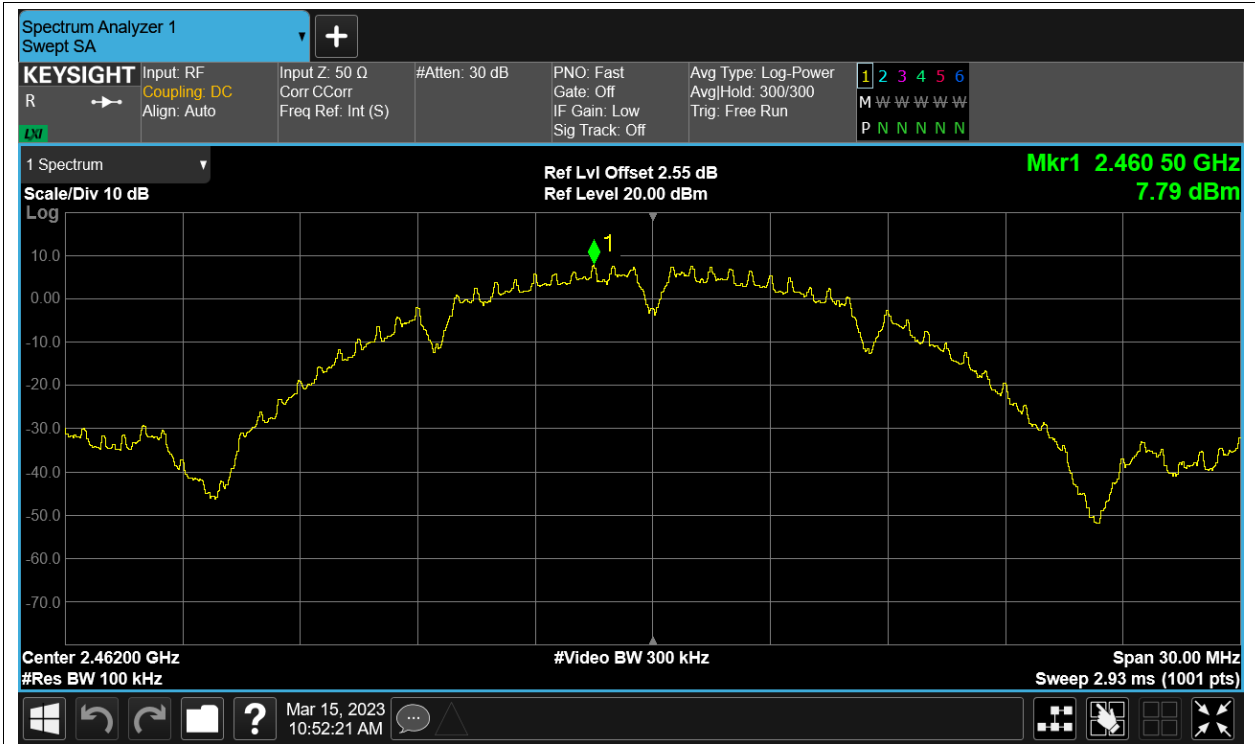 Spectrum Analyzer 1
Swept SA
+
KEYSIGHT
R
LXI
Input: RF
Coupling: DC
Align: Auto
Input Z: 50 Ω
Corr CCorr
Freq Ref: Int (S)
#Atten: 30 dB
PNO: Fast
Gate: Off
IF Gain: Low
Sig Track: Off
Avg Type: Log-Power
Avg|Hold: 300/300
Trig: Free Run
1 2 3 4 5 6
M W W W W W
P N N N N N
1 Spectrum
Scale/Div 10 dB
Log
Ref Lvl Offset 2.55 dB
Ref Level 20.00 dBm
Mkr1 2.460 50 GHz
7.79 dBm
1
10.0
0.00
-10.0
-20.0
-30.0
-40.0
-50.0
-60.0
-70.0
Center 2.46200 GHz
#Res BW 100 kHz
#Video BW 300 kHz
Span 30.00 MHz
Sweep 2.93 ms (1001 pts)
?
Mar 15, 2023
10:52:21 AM